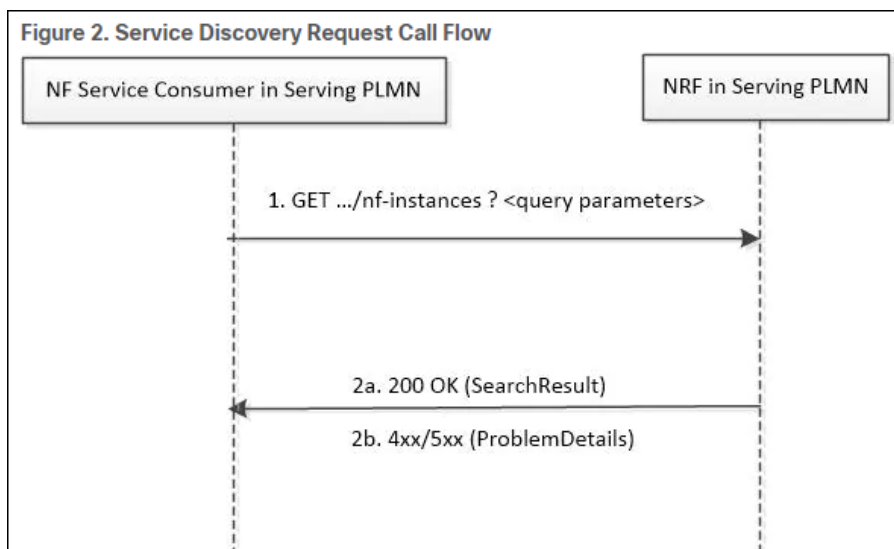 Figure 2. Service Discovery Request Call Flow
NF Service Consumer in Serving PLMN
NRF in Serving PLMN
1. GET .../nf-instances ? <query parameters>
2a. 200 OK (SearchResult)
2b. 4xx/5xx (ProblemDetails)